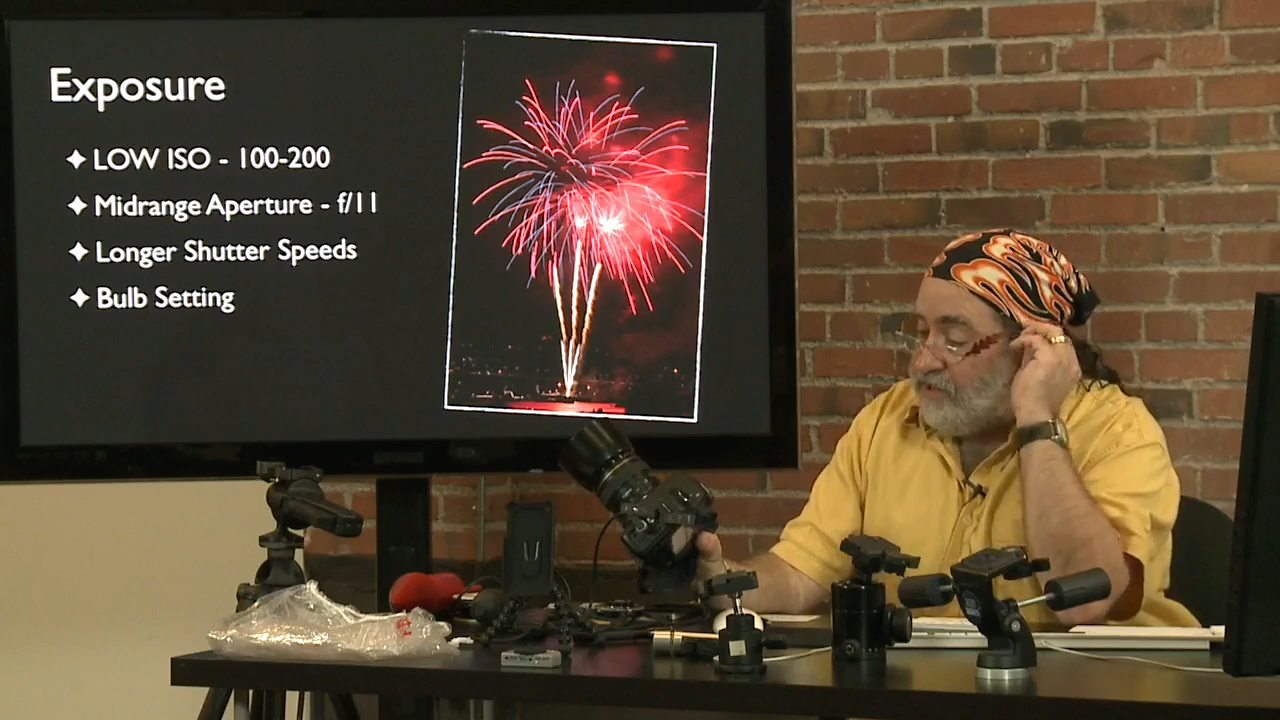 Exposure
✦ LOW ISO - 100-200
✦ Midrange Aperture - f/11
✦ Longer Shutter Speeds
✦ Bulb Setting